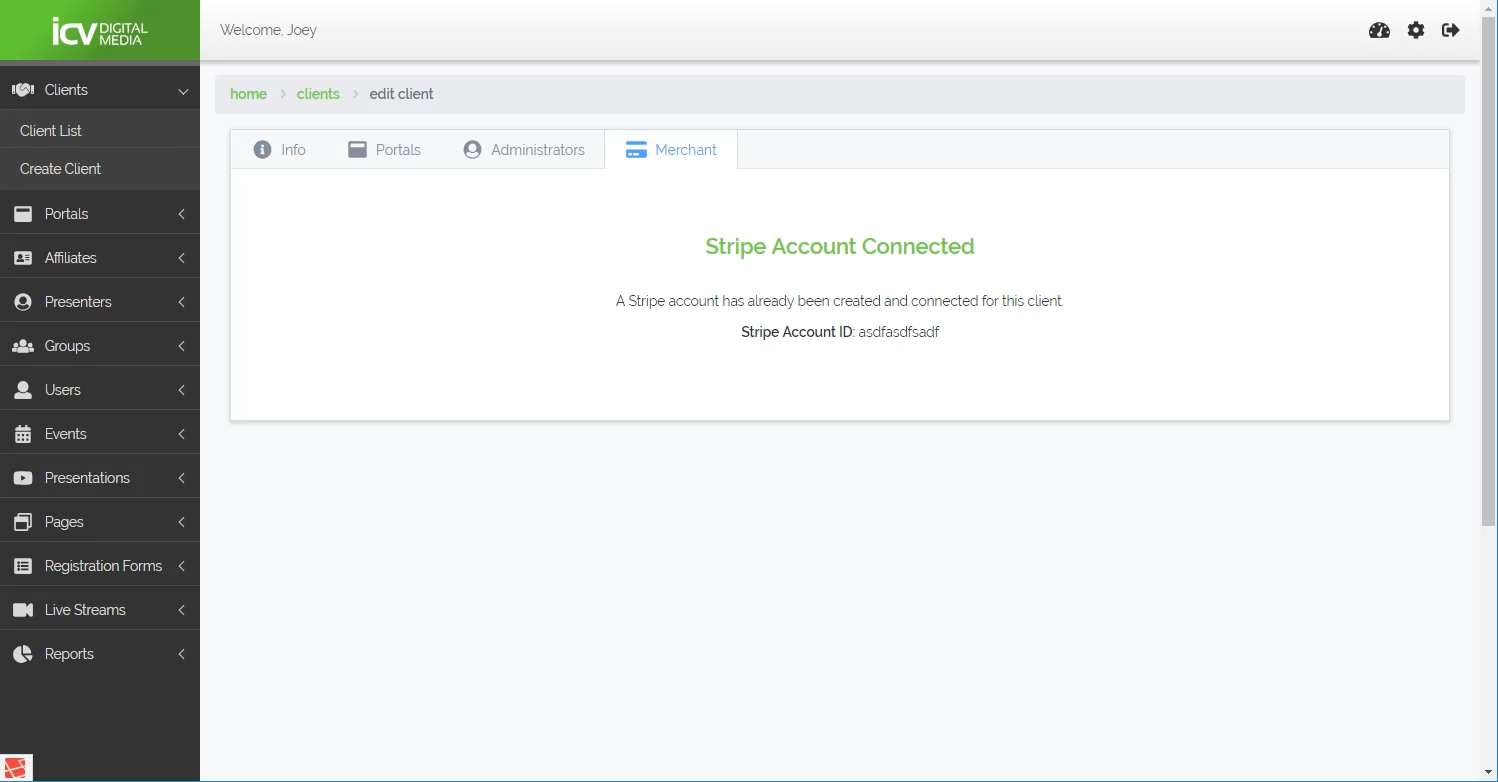 icv DIGITAL MEDIA
Welcome, Joey
Clients
Client List
Create Client
Portals
Affiliates
Presenters
Groups
Users
Events
Presentations
Pages
Registration Forms
Live Streams
Reports
home > clients > edit client
Info Portals Administrators Merchant
Stripe Account Connected
A Stripe account has already been created and connected for this client.
Stripe Account ID: asdfasdfsadf